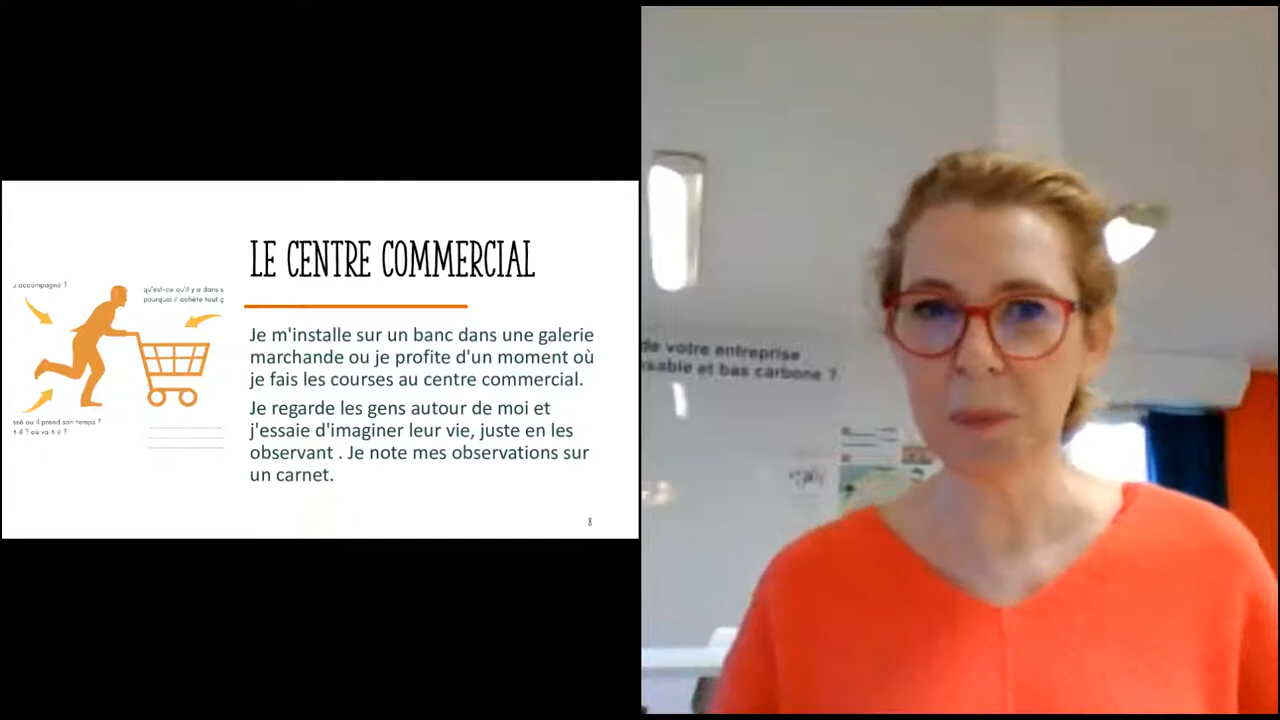 LE CENTRE COMMERCIAL
accompagné ?
qu'est-ce qu'il y a dans s
pourquoi il achète tout ç
Je m'installe sur un banc dans une galerie
marchande ou je profite d'un moment où
je fais les courses au centre commercial.
Je regarde les gens autour de moi et
j'essaie d'imaginer leur vie, juste en les
observant . Je note mes observations sur
un carnet.
ssé ou il prend son temps ?
t-il ? où va-t-il ?
8
de votre entreprise
sable et bas carbone ?